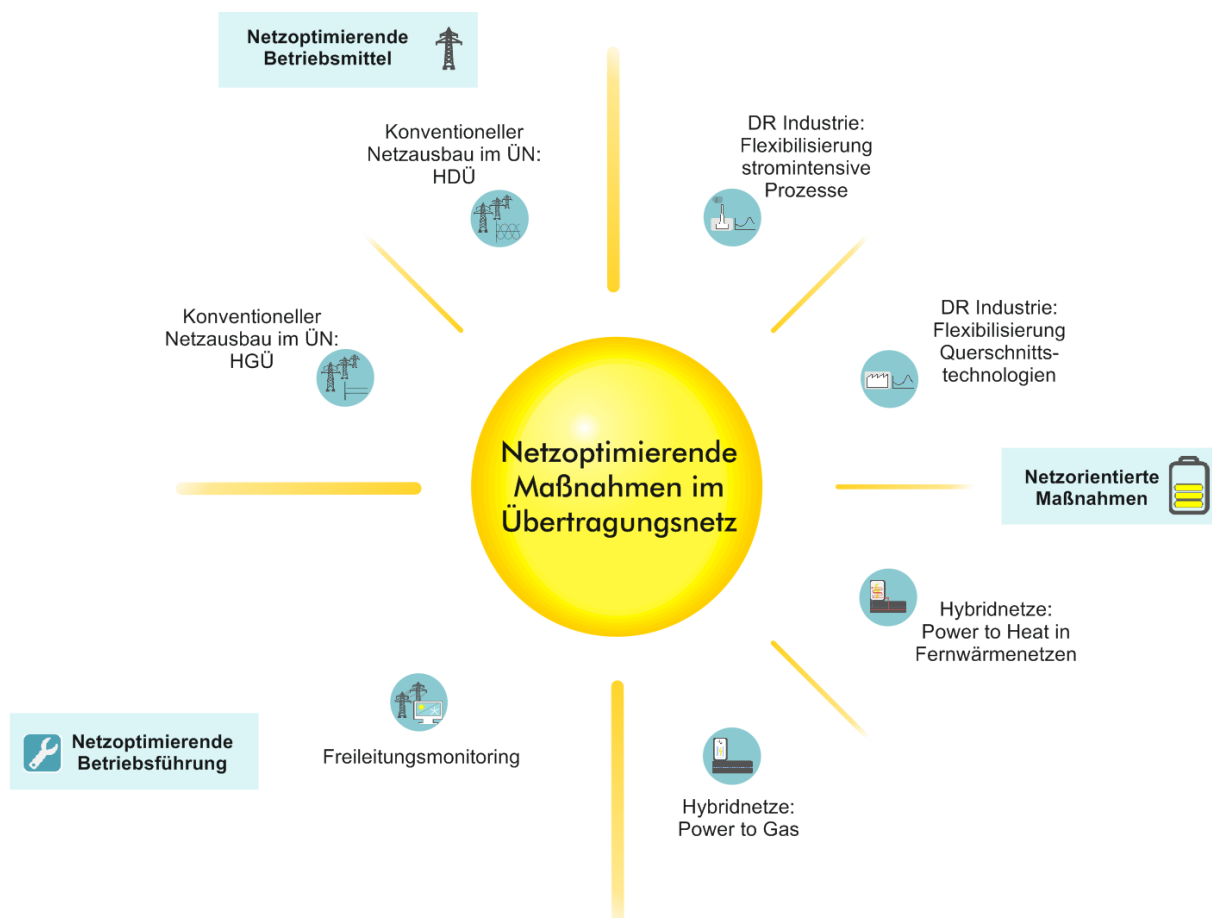 Netzoptimierende
Betriebsmittel
Konventioneller
Netzausbau im ÜN:
HDÜ
DR Industrie:
Flexibilisierung
stromintensive
Prozesse
Konventioneller
Netzausbau im ÜN:
HGÜ
DR Industrie:
Flexibilisierung
Querschnitts-
technologien
Netzoptimierende
Maßnahmen im
Übertragungsnetz
Netzorientierte
Maßnahmen
Hybridnetze:
Power to Heat in
Fernwärmenetzen
Netzoptimierende
Betriebsführung
Freileitungsmonitoring
Hybridnetze:
Power to Gas